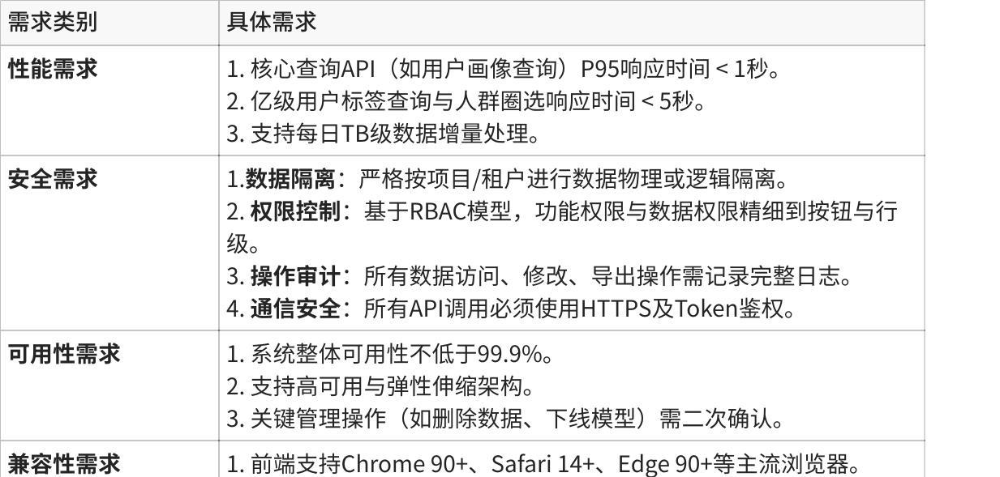 需求类别
具体需求
性能需求
1. 核心查询API（如用户画像查询）P95响应时间 < 1秒。
2. 亿级用户标签查询与人群圈选响应时间 < 5秒。
3. 支持每日TB级数据增量处理。
安全需求
1.数据隔离：严格按项目/租户进行数据物理或逻辑隔离。
2. 权限控制：基于RBAC模型，功能权限与数据权限精细到按钮与行
级。
3. 操作审计：所有数据访问、修改、导出操作需记录完整日志。
4. 通信安全：所有API调用必须使用HTTPS及Token鉴权。
可用性需求
1. 系统整体可用性不低于99.9%。
2. 支持高可用与弹性伸缩架构。
3. 关键管理操作（如删除数据、下线模型）需二次确认。
兼容性需求
1. 前端支持Chrome 90+、Safari 14+、Edge 90+等主流浏览器。